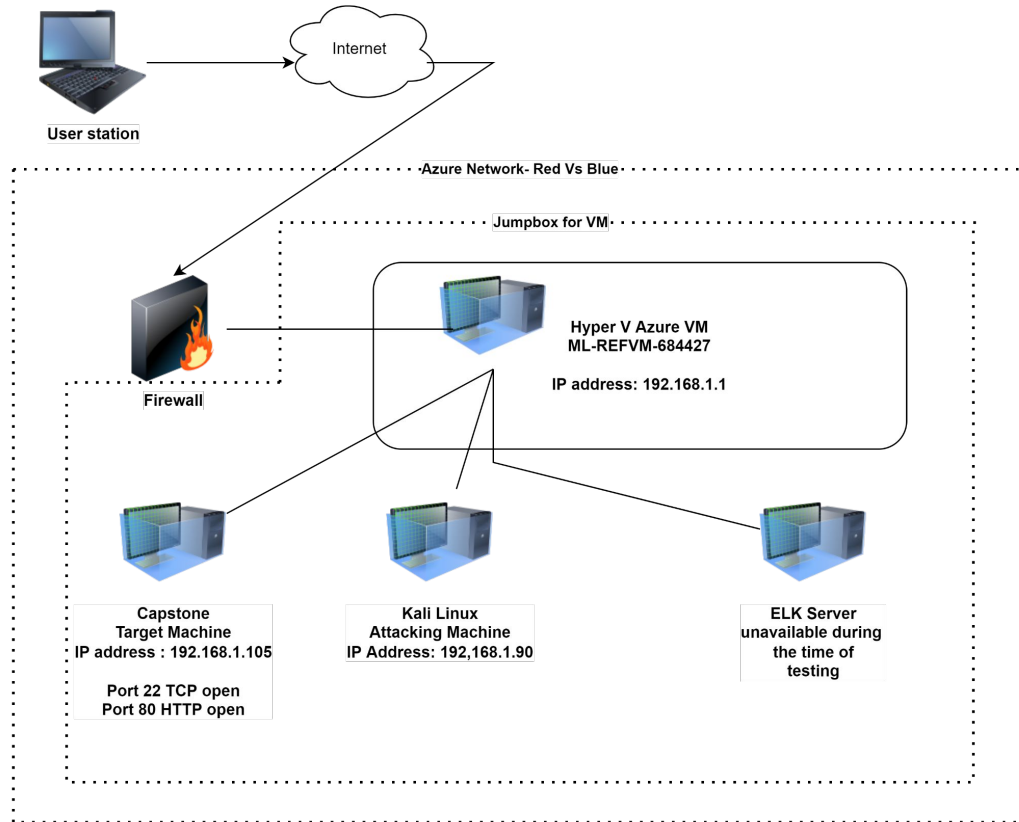 Internet
User station
Azure Network- Red Vs Blue
Jumpbox for VM
Hyper V Azure VM
ML-REFVM-684427
IP address: 192.168.1.1
Firewall
Capstone
Target Machine
IP address : 192.168.1.105
Port 22 TCP open
Port 80 HTTP open
Kali Linux
Attacking Machine
IP Address: 192,168.1.90
ELK Server
unavailable during
the time of
testing